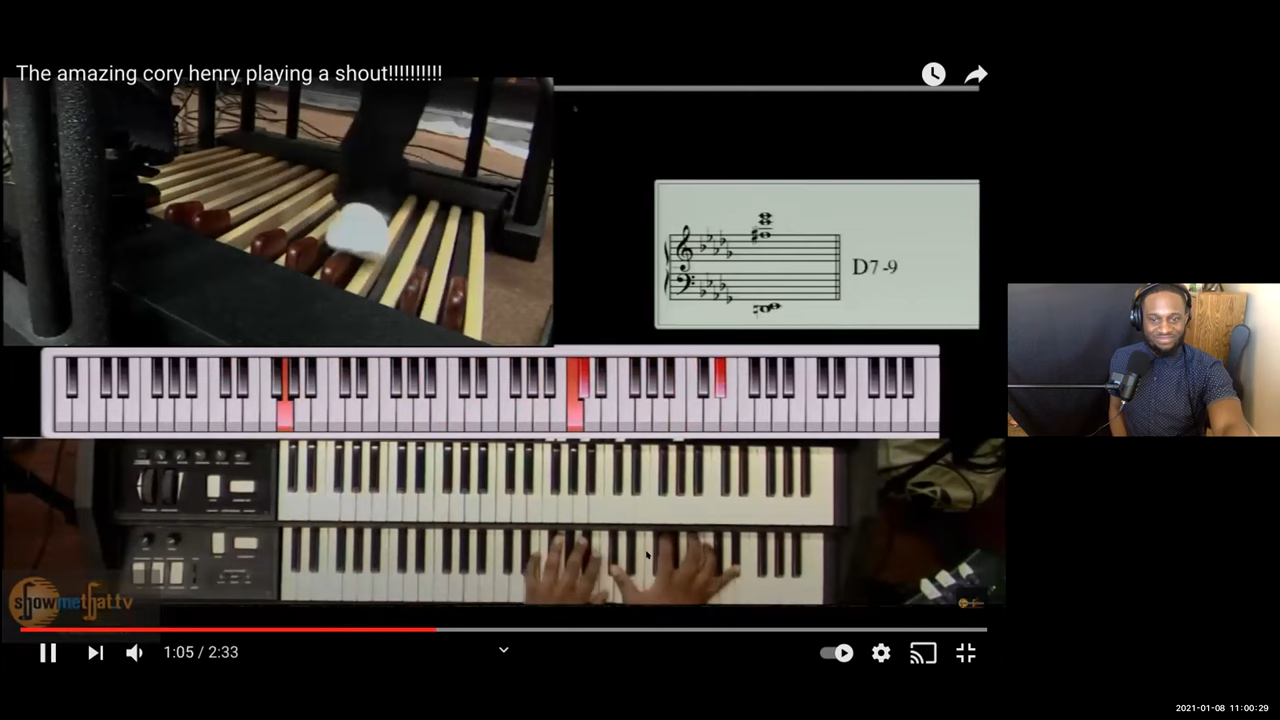 The amazing cory henry playing a shout!!!!!!!!!!
D7-9
showmethat.tv
1:05 / 2:33
2021-01-08 11:00:29